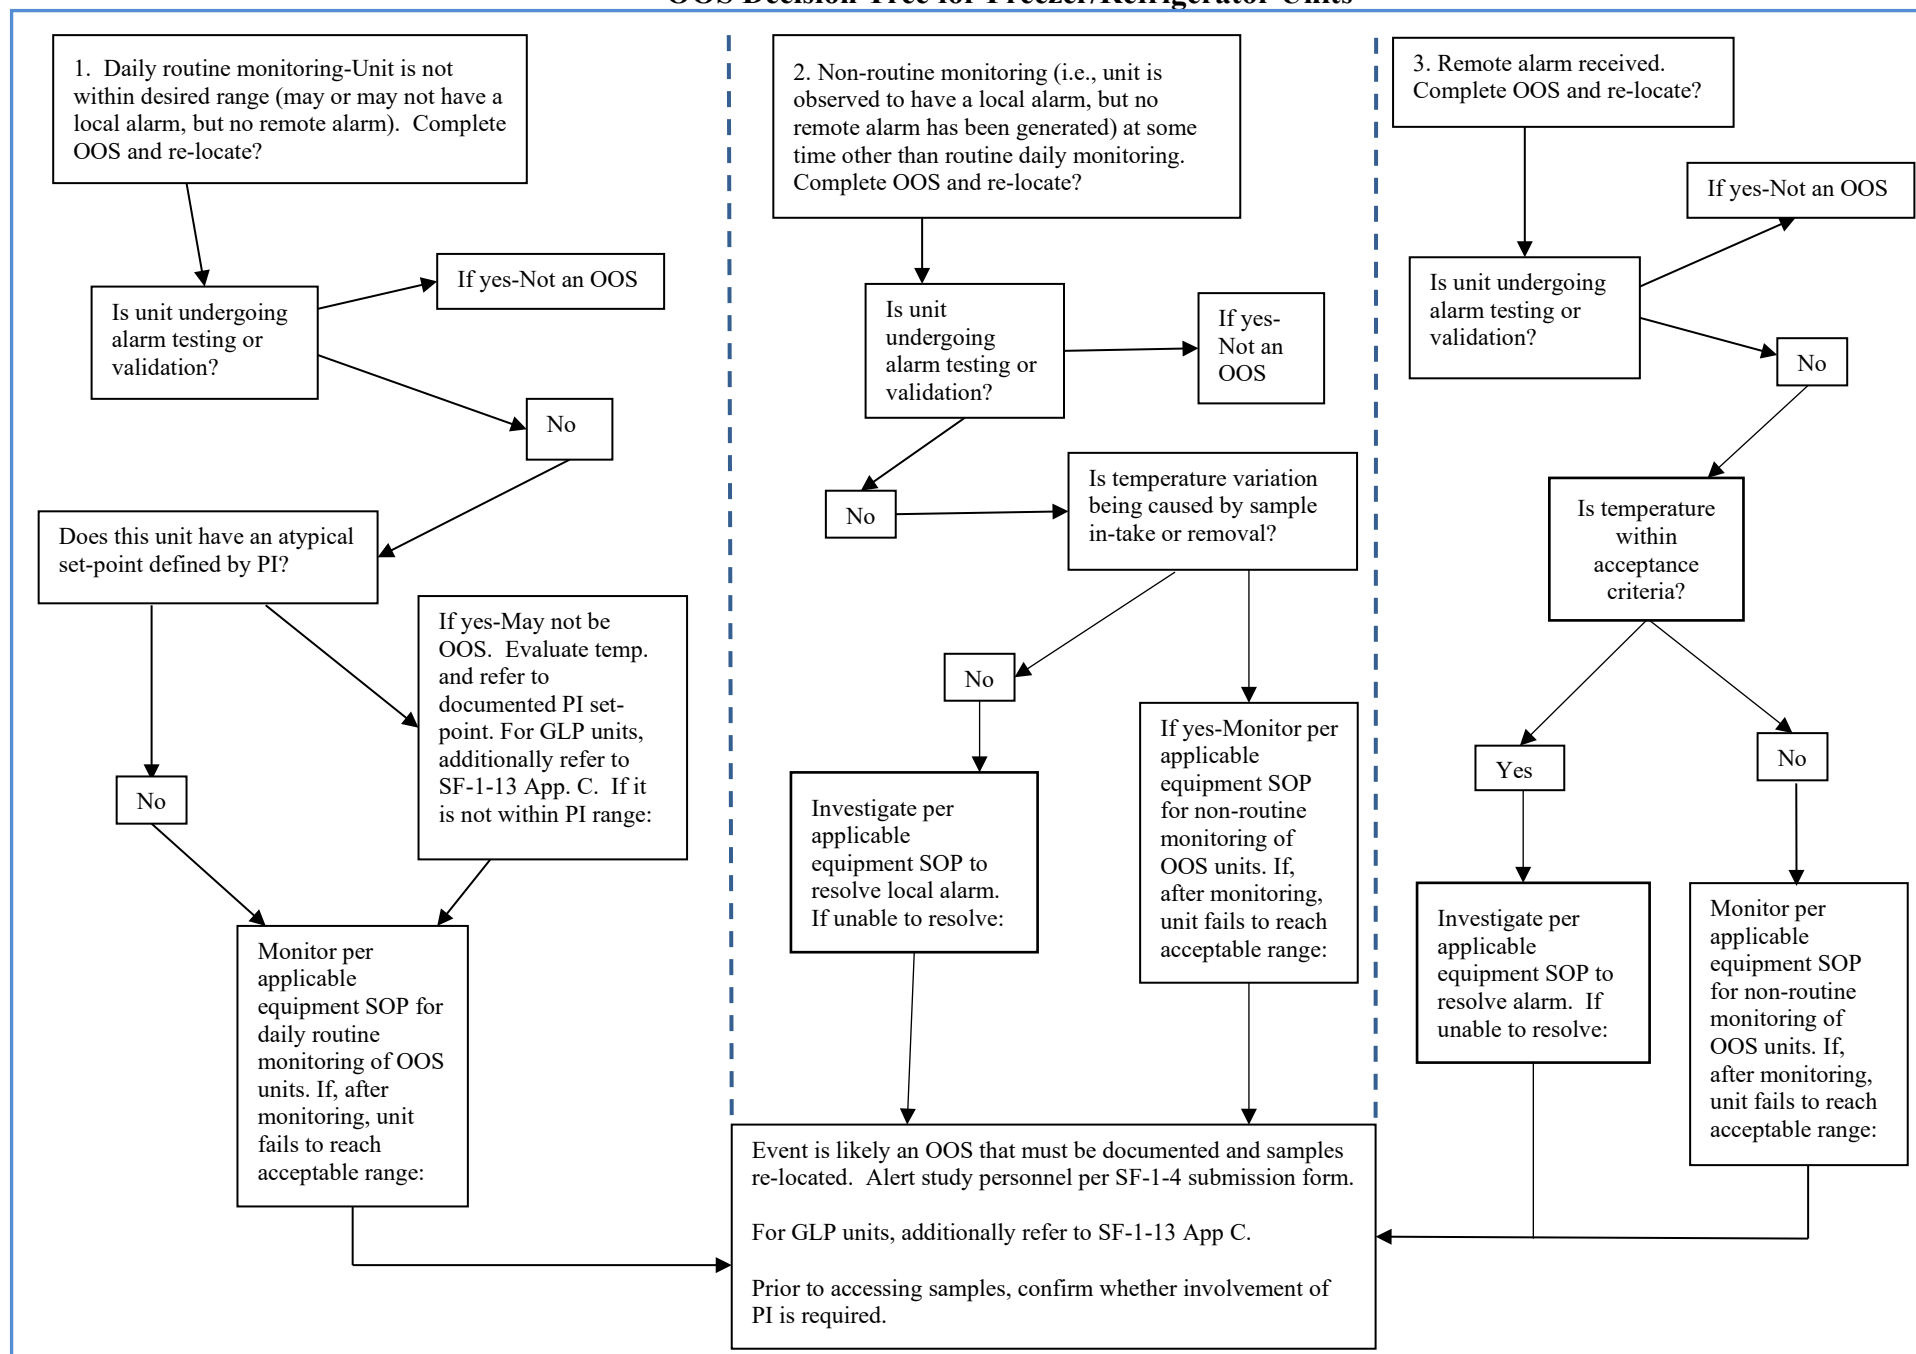 OOS Decision Tree for Freezer/Refrigerator Units
1.  Daily routine monitoring-Unit is not
within desired range (may or may not have a
local alarm, but no remote alarm).  Complete
OOS and re-locate?
Is unit undergoing
alarm testing or
validation?
If yes-Not an OOS
No
Does this unit have an atypical
set-point defined by PI?
If yes-May not be
OOS.  Evaluate temp.
and refer to
documented PI set-
point. For GLP units,
additionally refer to
SF-1-13 App. C.  If it
is not within PI range:
No
Monitor per
applicable
equipment SOP for
daily routine
monitoring of OOS
units. If, after
monitoring, unit
fails to reach
acceptable range:
2. Non-routine monitoring (i.e., unit is
observed to have a local alarm, but no
remote alarm has been generated) at some
time other than routine daily monitoring.
Complete OOS and re-locate?
Is unit
undergoing
alarm testing or
validation?
If yes-
Not an
OOS
No
Is temperature variation
being caused by sample
in-take or removal?
No
Investigate per
applicable
equipment SOP to
resolve local alarm.
If unable to resolve:
If yes-Monitor per
applicable
equipment SOP
for non-routine
monitoring of
OOS units. If,
after monitoring,
unit fails to reach
acceptable range:
3. Remote alarm received.
Complete OOS and re-locate?
If yes-Not an OOS
Is unit undergoing
alarm testing or
validation?
No
Is temperature
within
acceptance
criteria?
Yes
No
Investigate per
applicable
equipment SOP to
resolve alarm.  If
unable to resolve:
Monitor per
applicable
equipment SOP
for non-routine
monitoring of
OOS units. If,
after monitoring,
unit fails to reach
acceptable range:
Event is likely an OOS that must be documented and samples
re-located.  Alert study personnel per SF-1-4 submission form.
For GLP units, additionally refer to SF-1-13 App C.
Prior to accessing samples, confirm whether involvement of
PI is required.